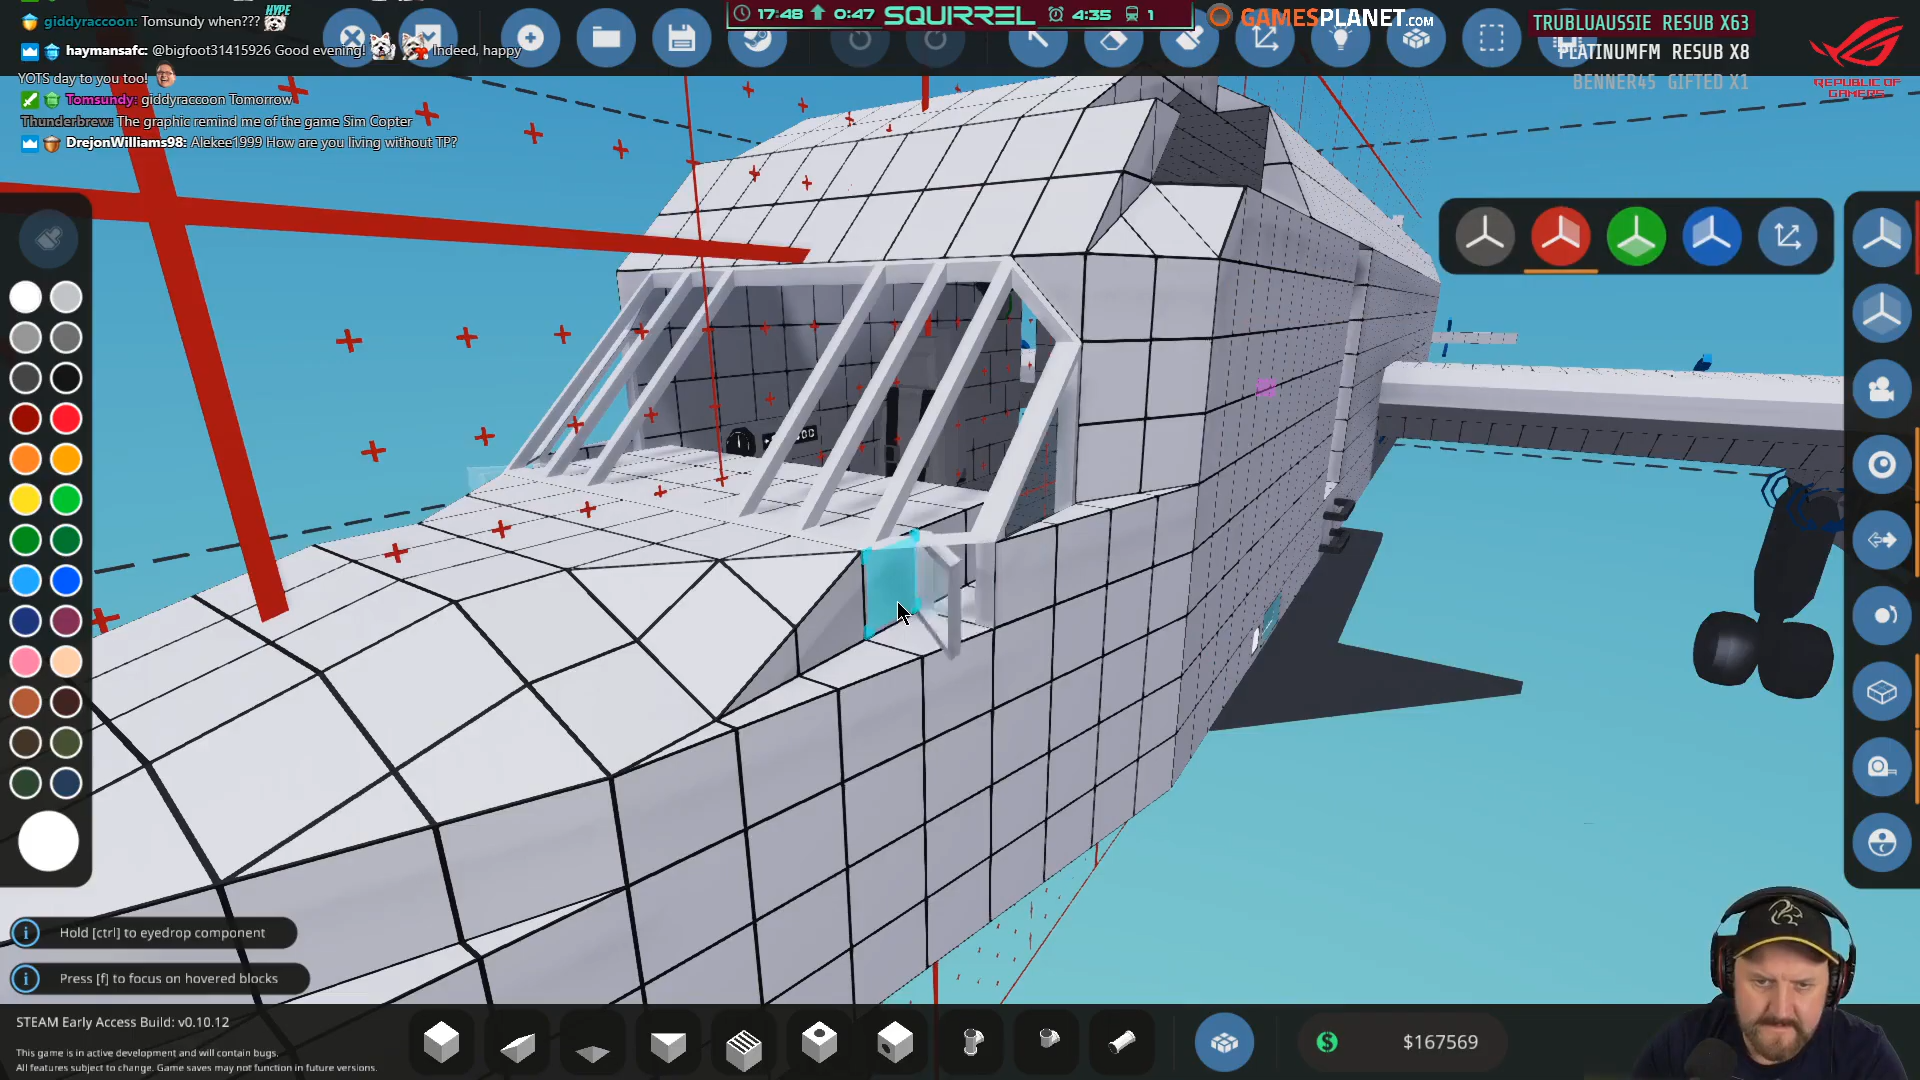 giddyraccoon: Tomsundy when??? HYPE
haymansafc: @bigfoot31415926 Good evening! Indeed, happy
YOTS day to you too!
Tomsundy: giddyraccoon Tomorrow
Thunderbrew: The graphic remind me of the game Sim Copter
DrejonWilliams98: Alekee1999 How are you living without TP?
17:48 0:47 SQUIRREL 4:35 1
GAMESPLANET.COM
TRUBLUAUSSIE RESUB X63
PLATINUMFM RESUB X8
BENNER45 GIFTED X1
REPUBLIC OF
GAMERS
Hold [ctrl] to eyedrop component
Press [f] to focus on hovered blocks
STEAM Early Access Build: v0.10.12
This game is in active development and will contain bugs.
All features subject to change. Game saves may not function in future versions.
$167569